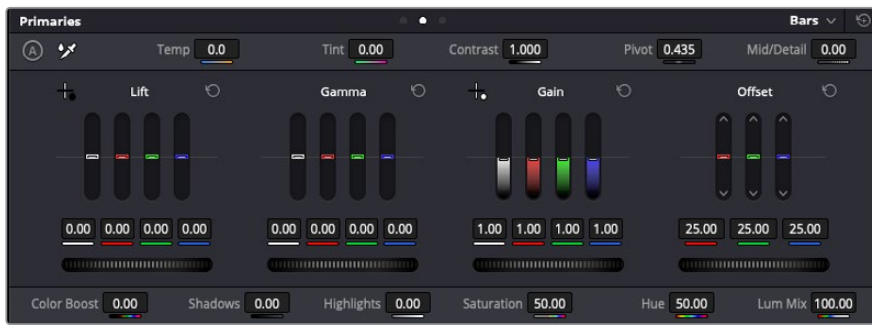 Primaries Bars
A Temp 0.0 Tint 0.00 Contrast 1.000 Pivot 0.435 Mid/Detail 0.00
Lift Gamma Gain Offset
0.00 0.00 0.00 0.00 0.00 0.00 0.00 0.00 1.00 1.00 1.00 1.00 25.00 25.00 25.00
Color Boost 0.00 Shadows 0.00 Highlights 0.00 Saturation 50.00 Hue 50.00 Lum Mix 100.00